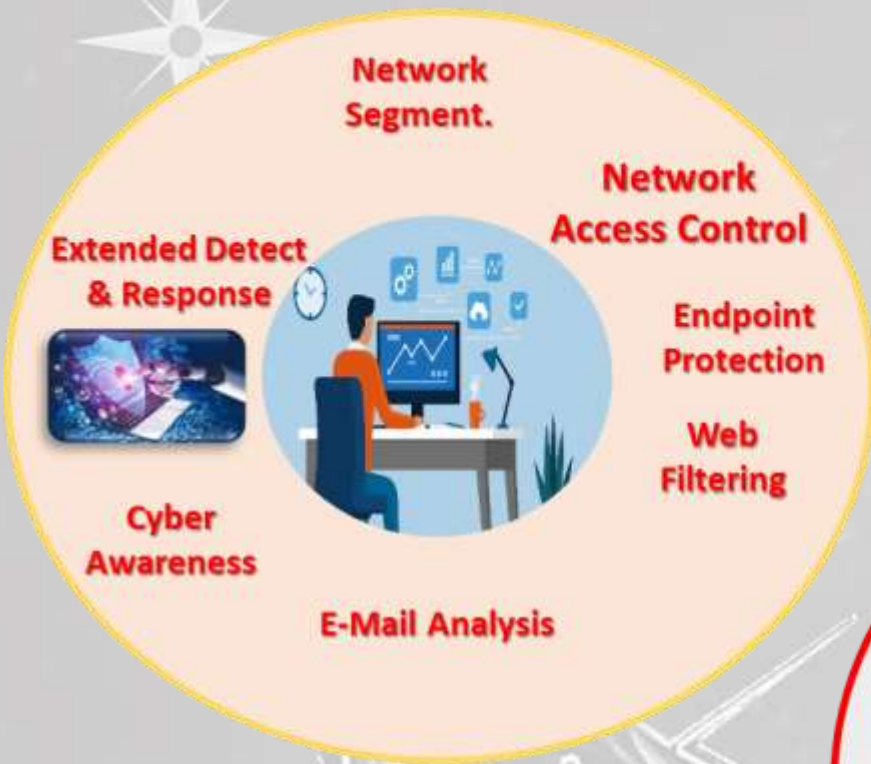 Network
Segment.
Network
Access Control
Extended Detect
& Response
Endpoint
Protection
Web
Filtering
Cyber
Awareness
E-Mail Analysis